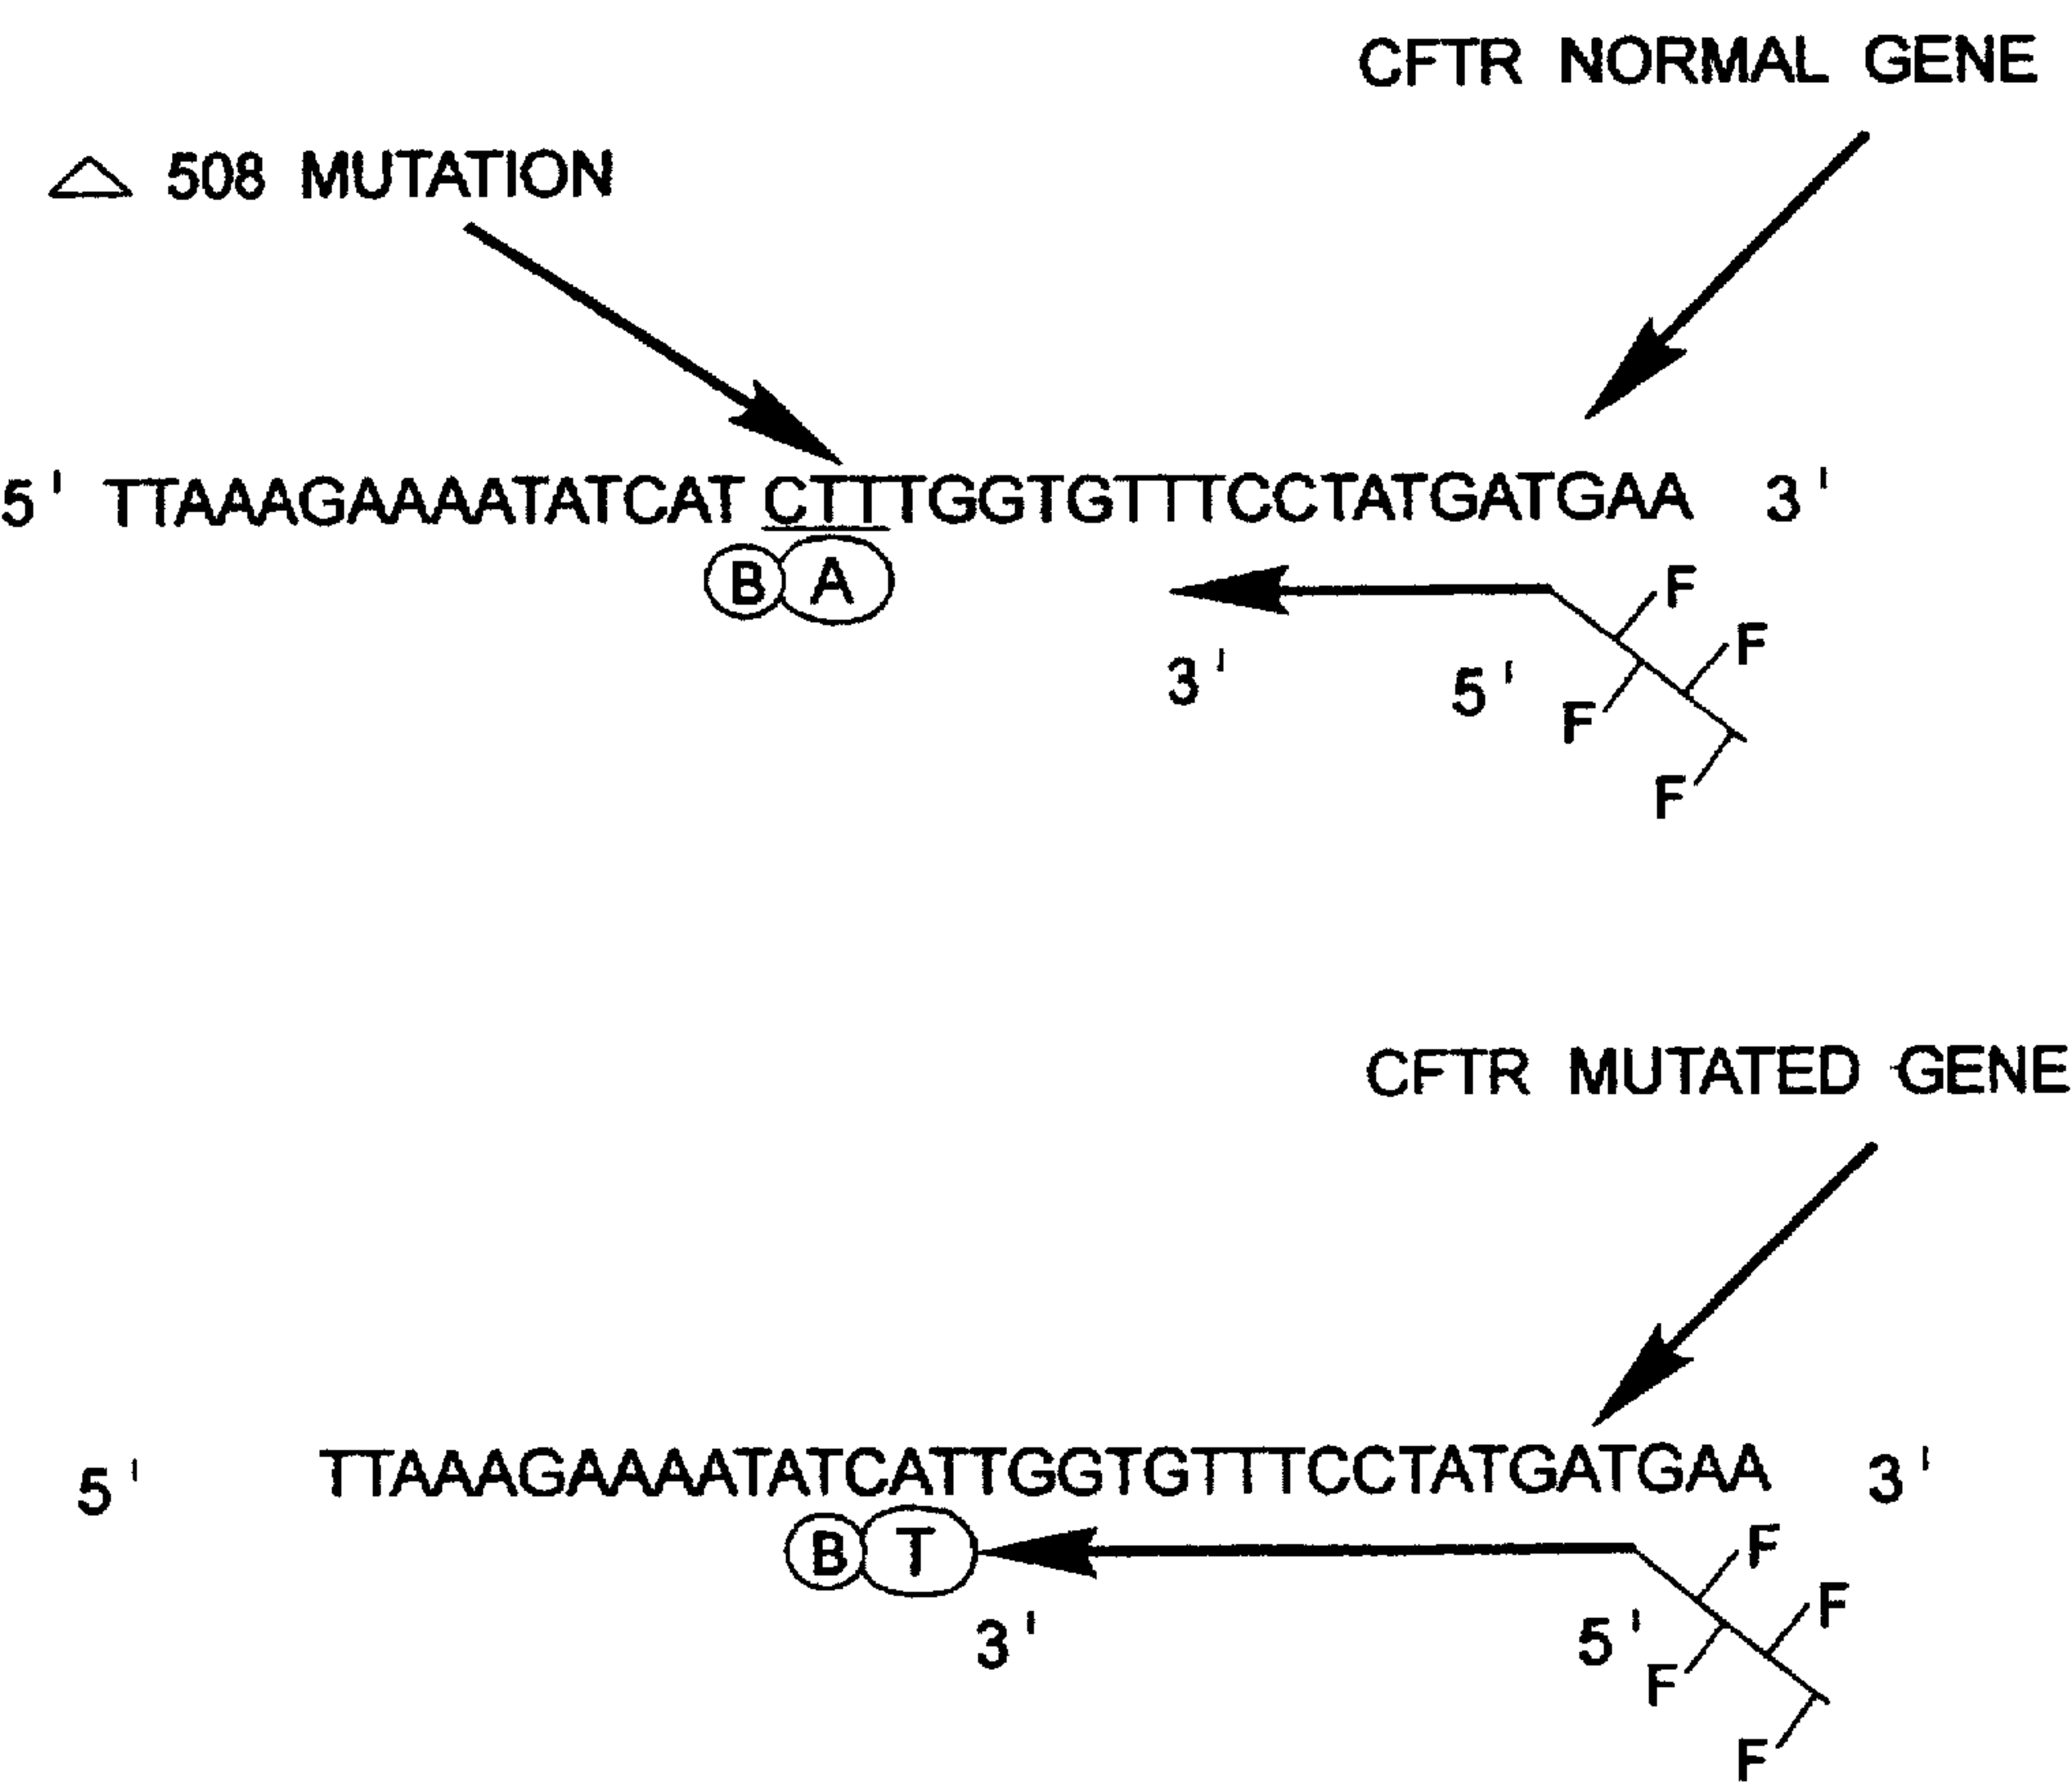 CFTR NORMAL GENE
△ 508 MUTATION
5' TTAAAGAAAATATCAT CTTTGGTGTTTCCTATGATGAA 3'
B A
F
F
3' 5'
F
F
CFTR MUTATED GENE
5' TTAAAGAAAATATCATTGGTGTTTCCTATGATGAA 3'
B T
F
F
3' 5'
F
F